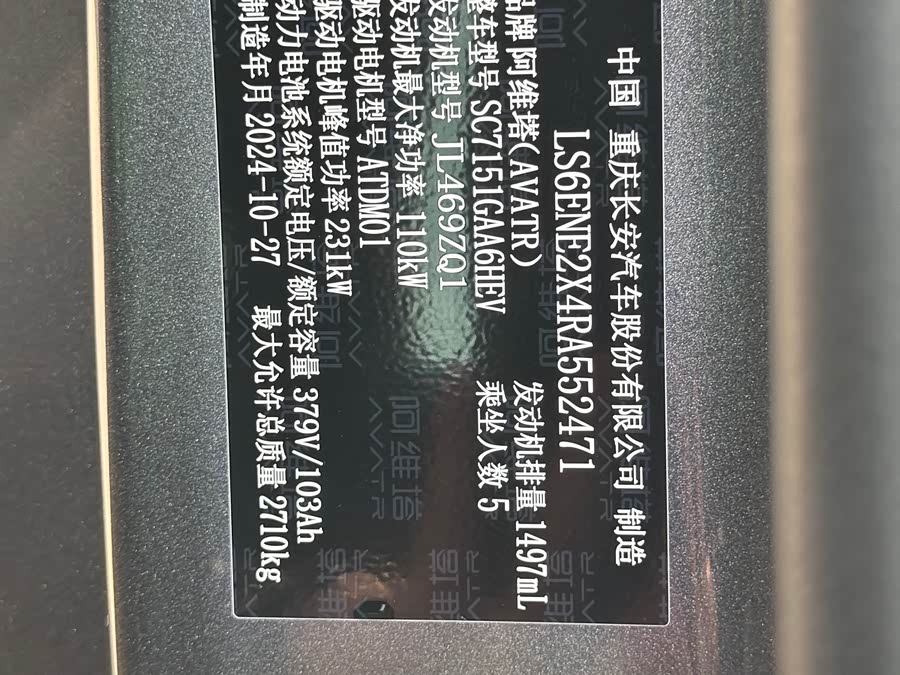 中国 重庆长安汽车股份有限公司 制造
LS6ENE2X4RA552471
品牌 阿维塔(AVATR) 发动机排量 1497mL
整车型号 SC7151GAA6HEV 乘坐人数 5
发动机型号 JL469ZQ1
发动机最大净功率 110kW
驱动电机型号 ATDM01
驱动电机峰值功率 231kW
动力电池系统额定电压/额定容量 379V/103Ah
制造年月 2024-10-27 最大允许总质量 2710kg